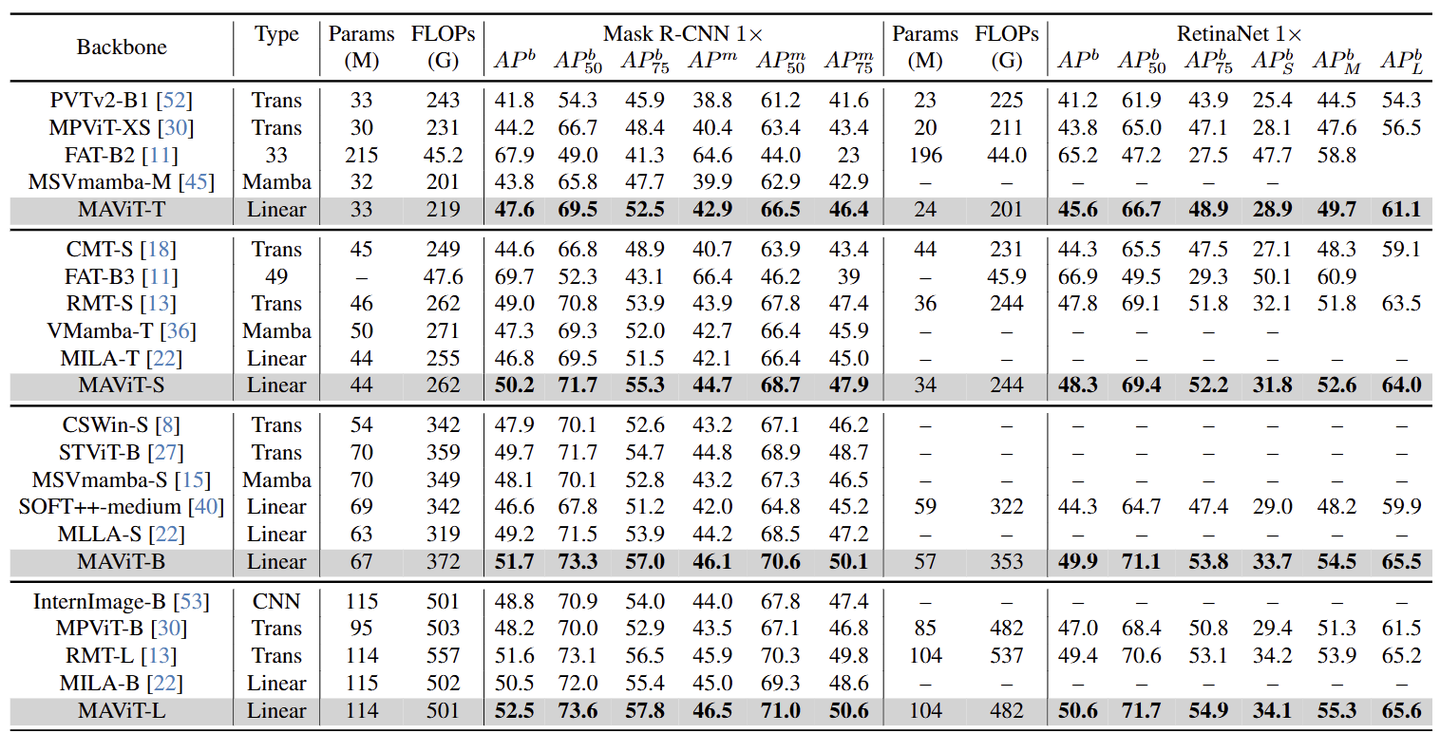 Backbone Type Params FLOPs Mask R-CNN 1× Params FLOPs RetinaNet 1×
(M) (G) AP^b AP^b_50 AP^b_75 AP^m AP^m_50 AP^m_75 (M) (G) AP^b AP^b_50 AP^b_75 AP^b_S AP^b_M AP^b_L
PVTv2-B1 [52] Trans 33 243 41.8 54.3 45.9 38.8 61.2 41.6 23 225 41.2 61.9 43.9 25.4 44.5 54.3
MPViT-XS [30] Trans 30 231 44.2 66.7 48.4 40.4 63.4 43.4 20 211 43.8 65.0 47.1 28.1 47.6 56.5
FAT-B2 [11] 33 215 45.2 67.9 49.0 41.3 64.6 44.0 23 196 44.0 65.2 47.2 27.5 47.7 58.8
MSVmamba-M [45] Mamba 32 201 43.8 65.8 47.7 39.9 62.9 42.9 – – – – – – –
MAViT-T Linear 33 219 47.6 69.5 52.5 42.9 66.5 46.4 24 201 45.6 66.7 48.9 28.9 49.7 61.1
CMT-S [18] Trans 45 249 44.6 66.8 48.9 40.7 63.9 43.4 44 231 44.3 65.5 47.5 27.1 48.3 59.1
FAT-B3 [11] 49 – 47.6 69.7 52.3 43.1 66.4 46.2 39 – 45.9 66.9 49.5 29.3 50.1 60.9
RMT-S [13] Trans 46 262 49.0 70.8 53.9 43.9 67.8 47.4 36 244 47.8 69.1 51.8 32.1 51.8 63.5
VMamba-T [36] Mamba 50 271 47.3 69.3 52.0 42.7 66.4 45.9 – – – – – –
MILA-T [22] Linear 44 255 46.8 69.5 51.5 42.1 66.4 45.0 – – – – – – – –
MAViT-S Linear 44 262 50.2 71.7 55.3 44.7 68.7 47.9 34 244 48.3 69.4 52.2 31.8 52.6 64.0
CSWin-S [8] Trans 54 342 47.9 70.1 52.6 43.2 67.1 46.2 – – – – – – – –
STViT-B [27] Trans 70 359 49.7 71.7 54.7 44.8 68.9 48.7 – – – – – – – –
MSVmamba-S [15] Mamba 70 349 48.1 70.1 52.8 43.2 67.3 46.5 – – – – – – – –
SOFT++-medium [40] Linear 69 342 46.6 67.8 51.2 42.0 64.8 45.2 59 322 44.3 64.7 47.4 29.0 48.2 59.9
MLLA-S [22] Linear 63 319 49.2 71.5 53.9 44.2 68.5 47.2 – – – – – – – –
MAViT-B Linear 67 372 51.7 73.3 57.0 46.1 70.6 50.1 57 353 49.9 71.1 53.8 33.7 54.5 65.5
InternImage-B [53] CNN 115 501 48.8 70.9 54.0 44.0 67.8 47.4 – – – – – – – –
MPViT-B [30] Trans 95 503 48.2 70.0 52.9 43.5 67.1 46.8 85 482 47.0 68.4 50.8 29.4 51.3 61.5
RMT-L [13] Trans 114 557 51.6 73.1 56.5 45.9 70.3 49.8 104 537 49.4 70.6 53.1 34.2 53.9 65.2
MILA-B [22] Linear 115 502 50.5 72.0 55.4 45.0 69.3 48.6 – – – – – – – –
MAViT-L Linear 114 501 52.5 73.6 57.8 46.5 71.0 50.6 104 482 50.6 71.7 54.9 34.1 55.3 65.6